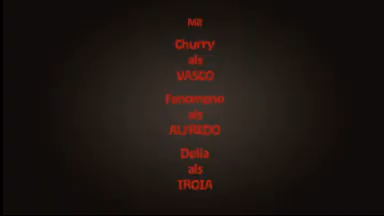 Mit
Churry
als
VASCO
Fenomeno
als
ALFREDO
Delia
als
TROIA